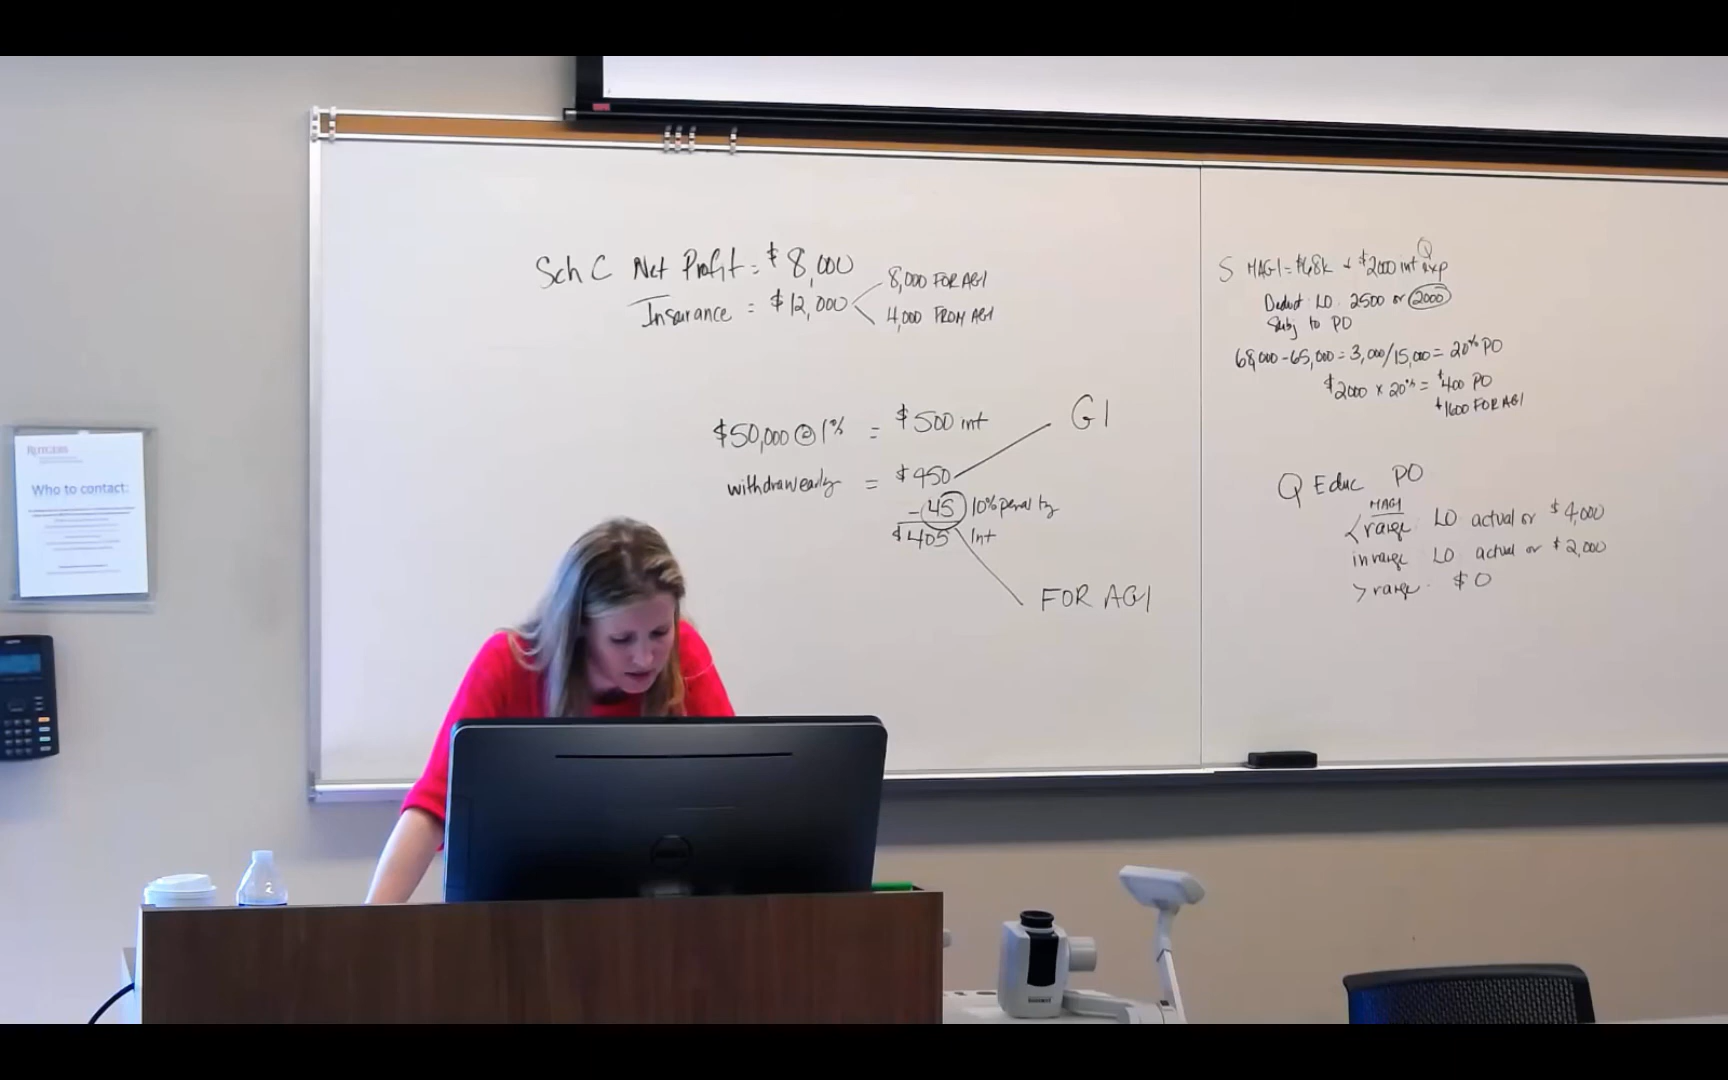 Sch C Net Profit = $8,000
Insurance = $12,000
8,000 FOR AGI
4,000 FROM AGI
$50,000 @ 1% = $500 int
GI
withdraw early = $450
- 45 10% penalty
$405 Int
FOR AGI
S MAGI = $68k + $2000 int exp
Q
Deduct LO 2500 or 2000
Subj to PO
68,000 - 65,000 = 3,000/15,000 = 20% PO
$2000 x 20% = $400 PO
$1600 FOR AGI
Q Educ PO
MAGI
< range LO actual or $4,000
in range LO actual or $2,000
> range $0
RUTGERS
Who to contact:
DELL